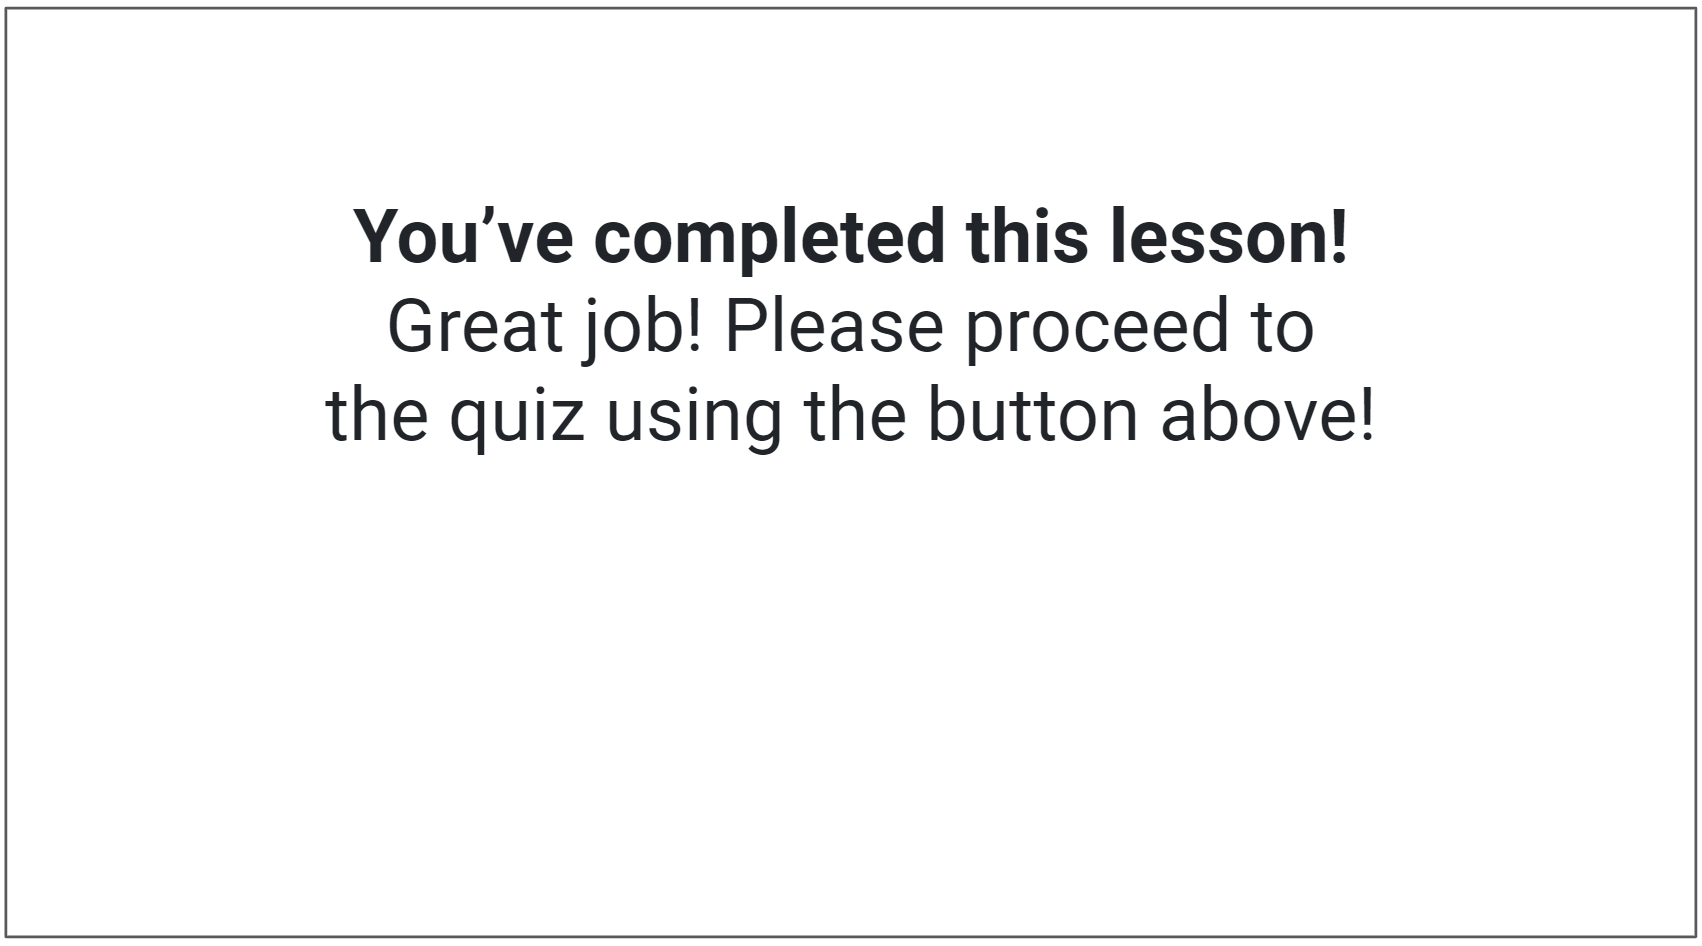 You’ve completed this lesson!
Great job! Please proceed to
the quiz using the button above!